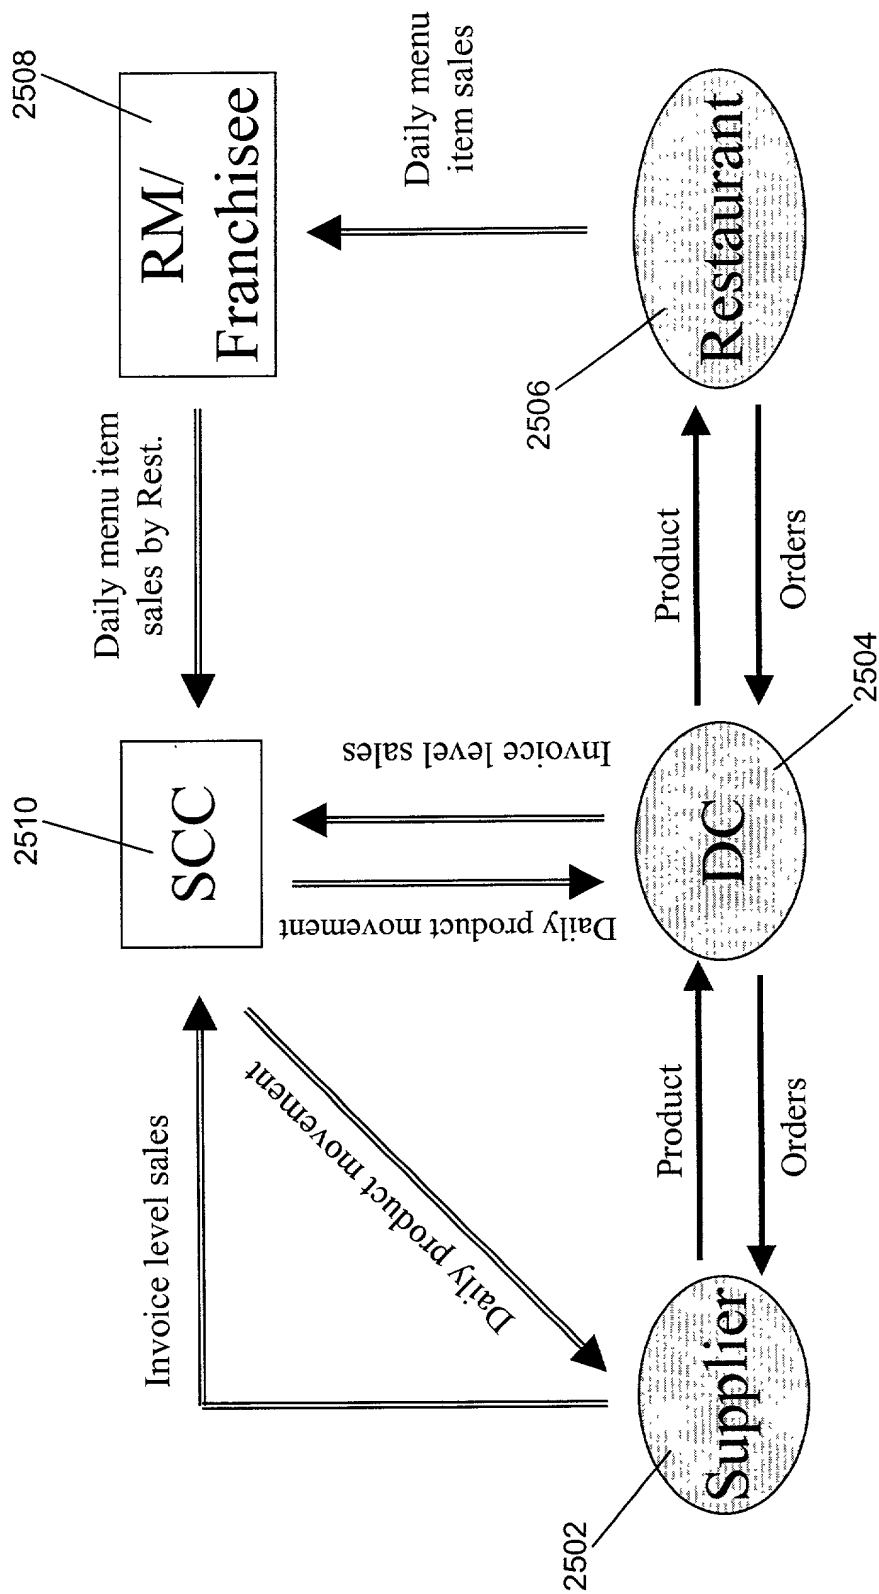 2510
2508
SCC
RM/
Franchisee
Daily menu item
sales by Rest.
Invoice level sales
Daily product movement
Daily product movement
Invoice level sales
Daily menu
item sales
2502
Supplier
Product
Orders
DC
2504
Product
Orders
2506
Restaurant